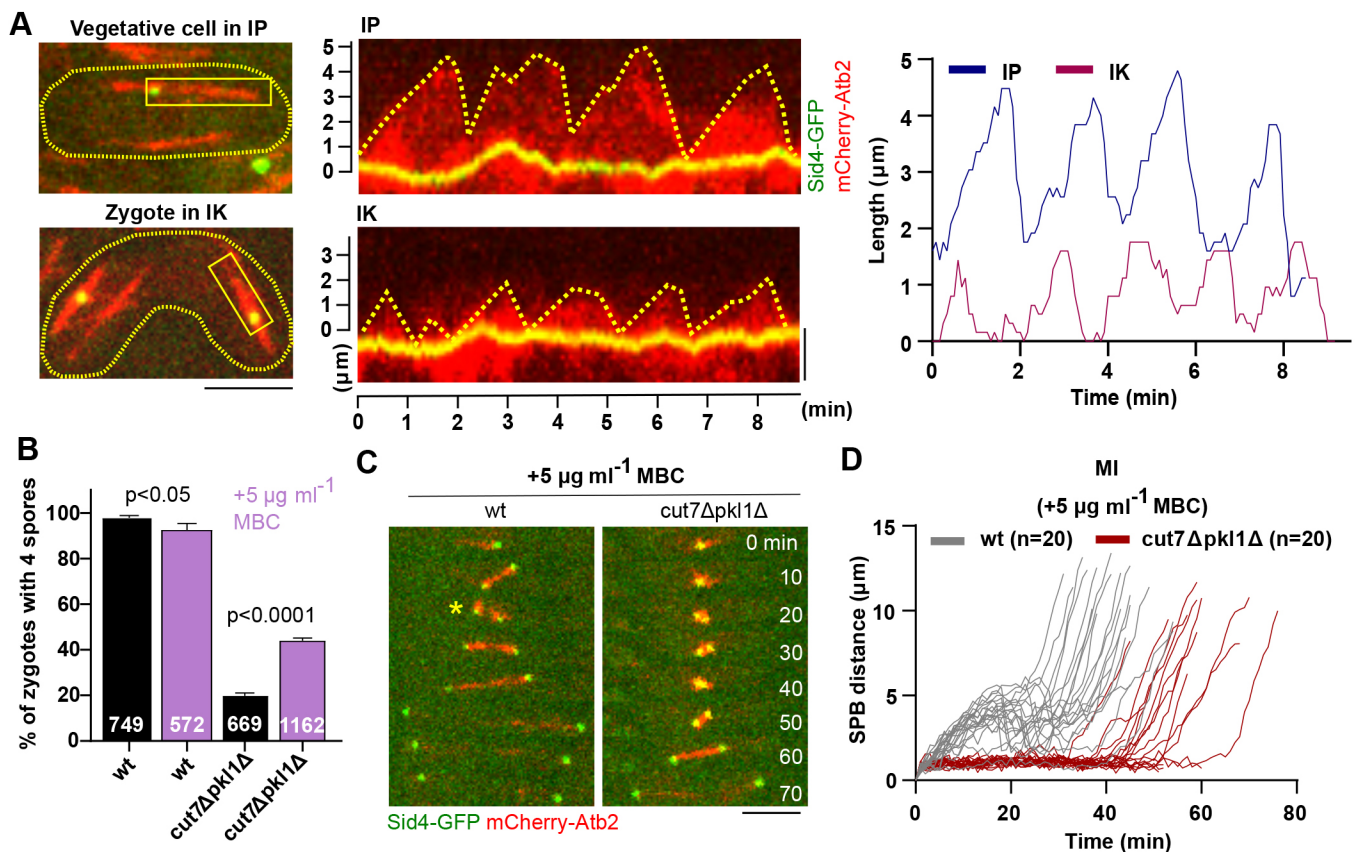 A
Vegetative cell in IP
Zygote in IK
IP
5
4
3
2
1
0
IK
3
2
1
0
(µm)
0 1 2 3 4 5 6 7 8 (min)
Sid4-GFP
mCherry-Atb2
IP IK
Length (µm)
5
4
3
2
1
0
0 2 4 6 8
Time (min)
B
% of zygotes with 4 spores
100
80
60
40
20
0
p<0.05
+5 µg ml-1
MBC
p<0.0001
749 572 669 1162
wt wt cut7Δpkl1Δ cut7Δpkl1Δ
C
+5 µg ml-1 MBC
wt cut7Δpkl1Δ
0 min
10
*
20
30
40
50
60
70
Sid4-GFP mCherry-Atb2
D
MI
(+5 µg ml-1 MBC)
wt (n=20) cut7Δpkl1Δ (n=20)
SPB distance (µm)
15
10
5
0
0 20 40 60 80
Time (min)